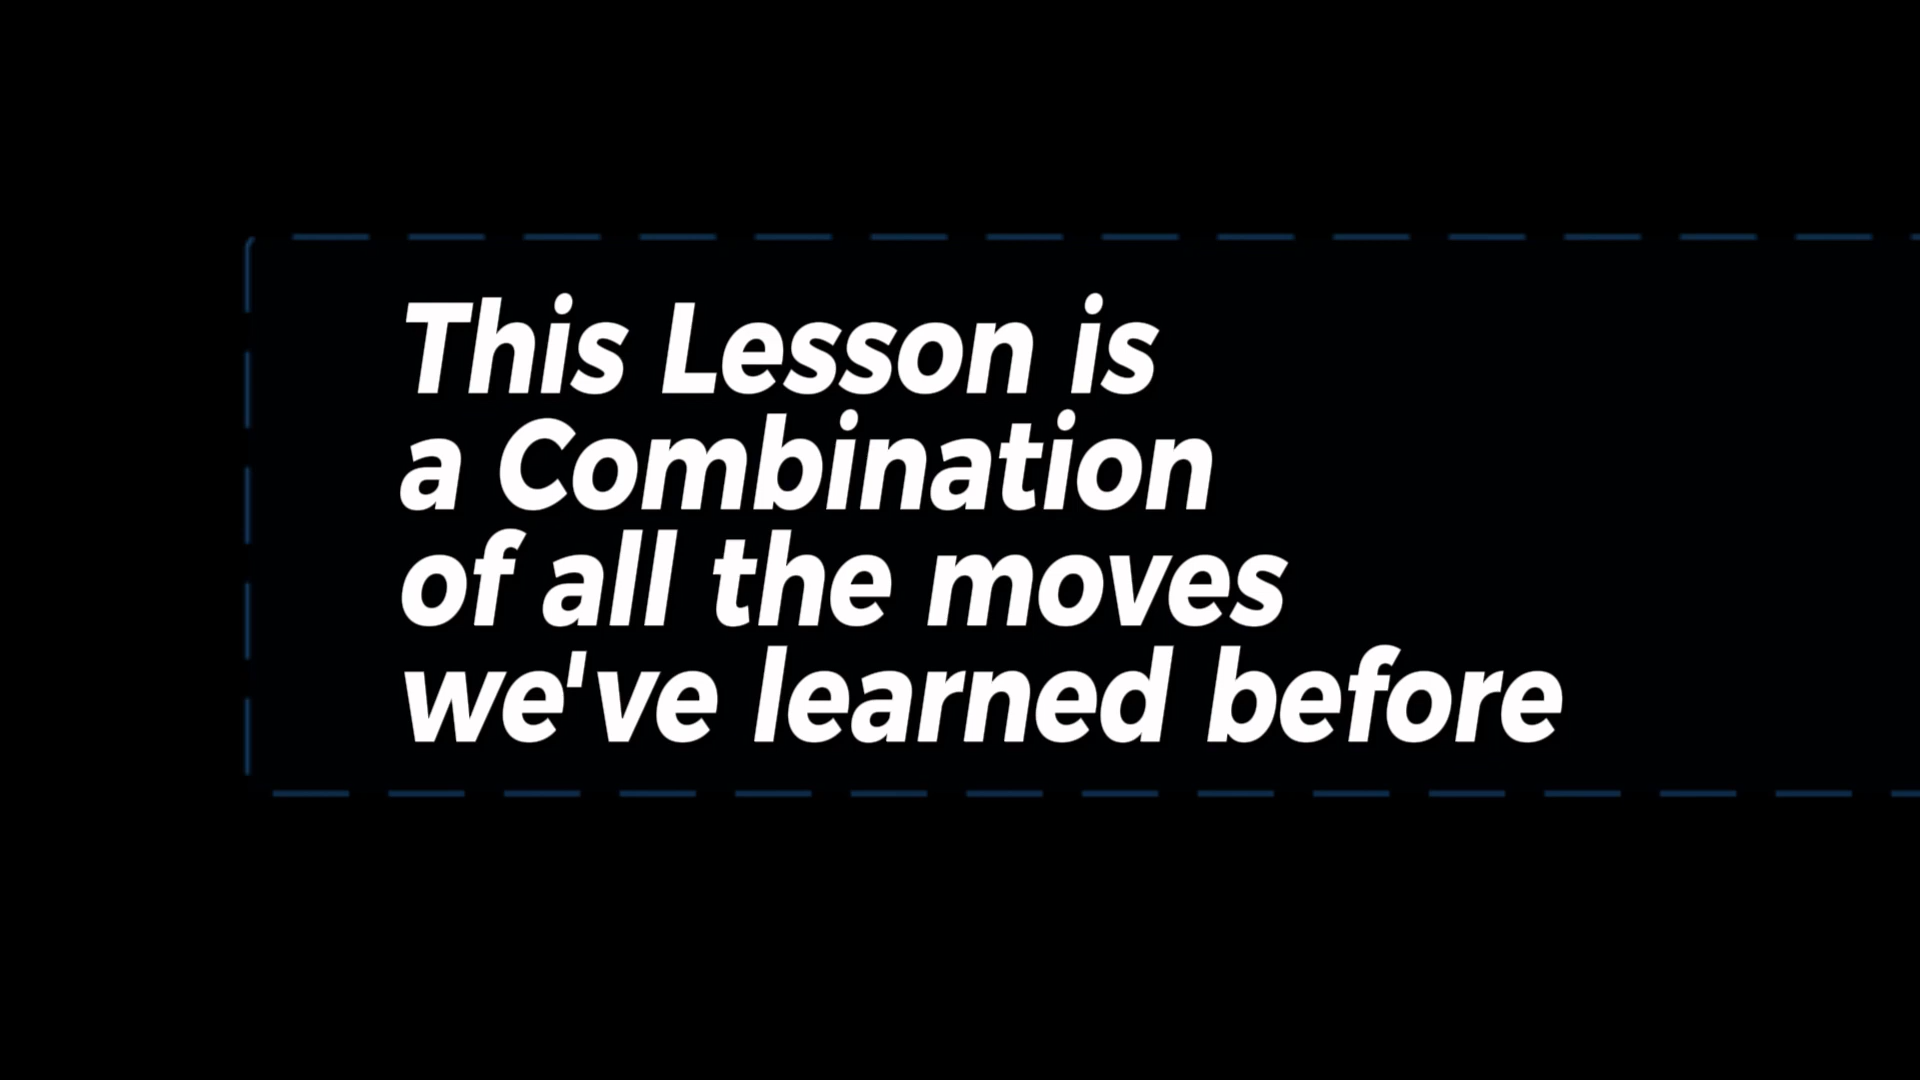 This Lesson is
a Combination
of all the moves
we've learned before